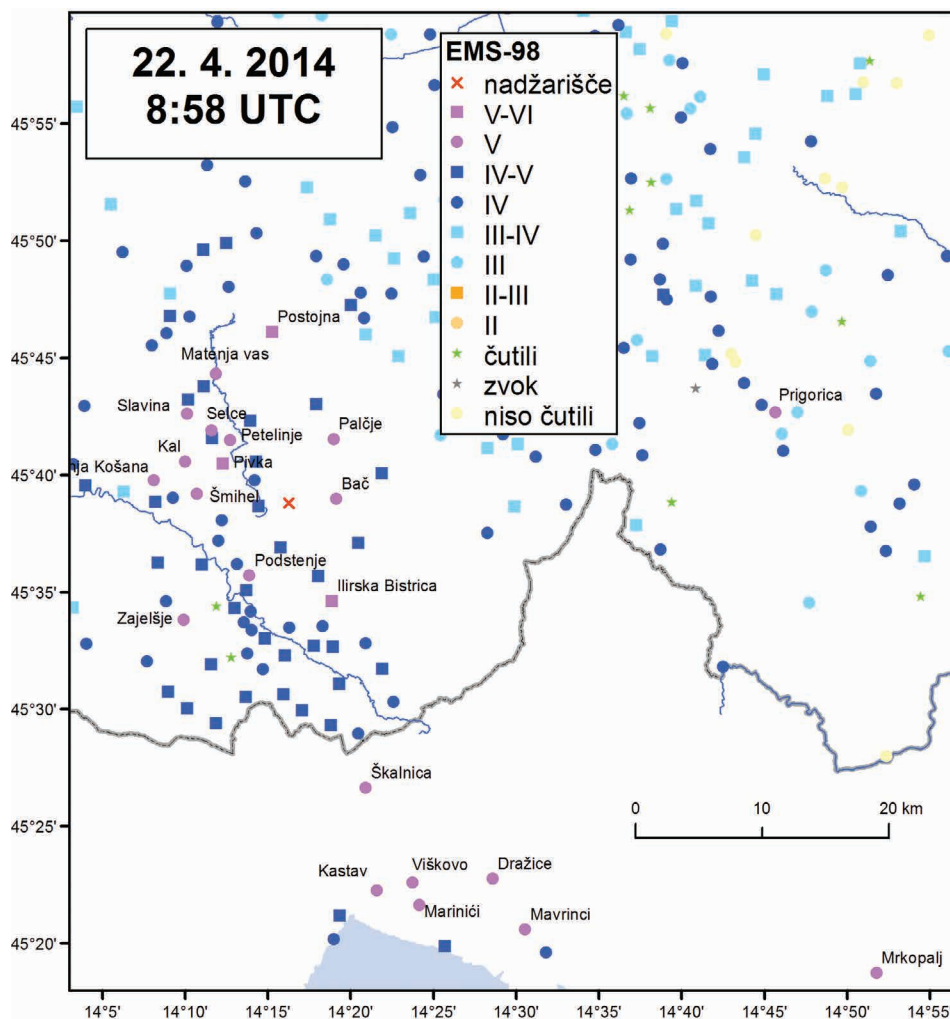 22. 4. 2014
8:58 UTC
EMS-98
nadžarišče
V-VI
V
IV-V
IV
III-IV
III
II-III
II
čutili
zvok
niso čutili
45°55'
45°50'
45°45'
45°40'
45°35'
45°30'
45°25'
45°20'
Postojna
Matenja vas
Slavina
Selce
Petelinje
Palčje
Prigorica
Kal
Pivka
nja Košana
Šmihel
Bač
Podstenje
Ilirska Bistrica
Zajelšje
Škalnica
0 10 20 km
Kastav
Viškovo
Dražice
Marinići
Mavrinci
Mrkopalj
14°5' 14°10' 14°15' 14°20' 14°25' 14°30' 14°35' 14°40' 14°45' 14°50' 14°55'